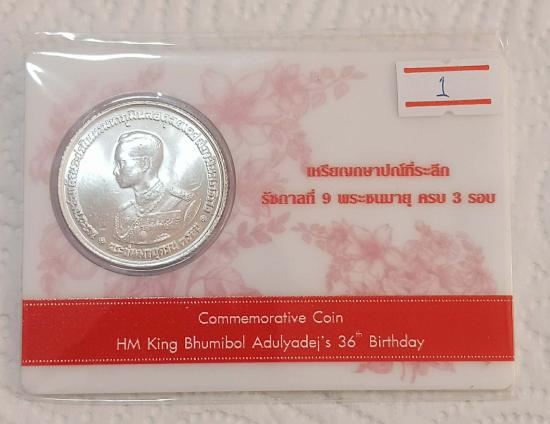 1
เหรียญกษาปณ์ที่ระลึก
รัชกาลที่ 9 พระชนมายุ ครบ 3 รอบ
Commemorative Coin
HM King Bhumibol Adulyadej's 36th Birthday